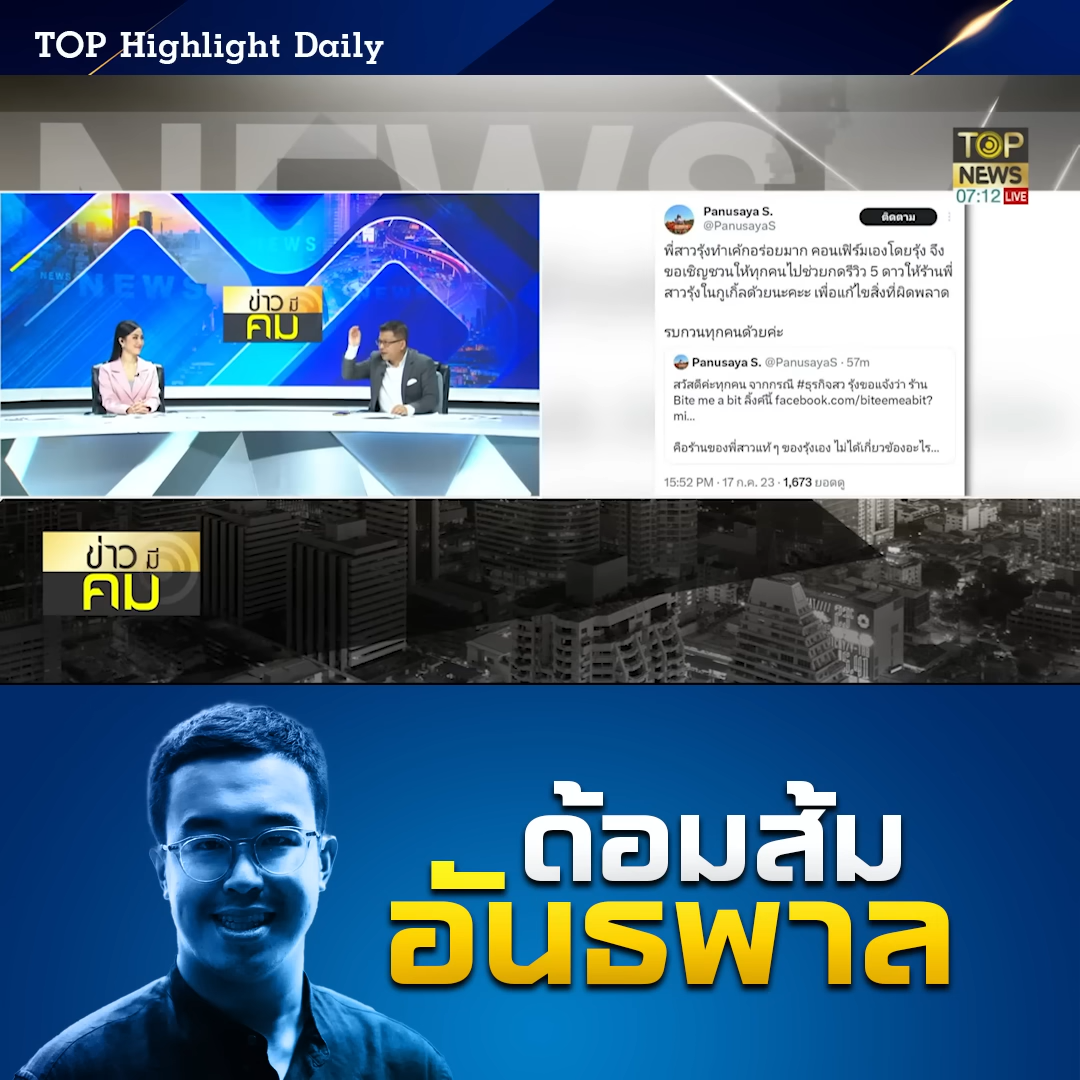 TOP Highlight Daily
NEWS
TOP
NEWS
07:12 LIVE
NEWS
NEWS
NEWS
ข่าว มี
คม
Panusaya S.
@PanusayaS
ติดตาม
พี่สาวรุ้งทำเค้กอร่อยมาก คอนเฟิร์มเองโดยรุ้ง จึง
ขอเชิญชวนให้ทุกคนไปช่วยกดรีวิว 5 ดาวให้ร้านพี่
สาวรุ้งในกูเกิ้ลด้วยนะคะะ เพื่อแก้ไขสิ่งที่ผิดพลาด
รบกวนทุกคนด้วยค่ะ
Panusaya S. @PanusayaS · 57m
สวัสดีค่ะทุกคน จากกรณี #ธุรกิจสว รุ้งขอแจ้งว่า ร้าน
Bite me a bit ลิ้งค์นี้ facebook.com/biteemeabit?
mi...
คือร้านของพี่สาวแท้ ๆ ของรุ้งเอง ไม่ได้เกี่ยวข้องอะไร...
15:52 PM · 17 ก.ค. 23 · 1,673 ยอดดู
ข่าว มี
คม
ด้อมส้ม
อันธพาล